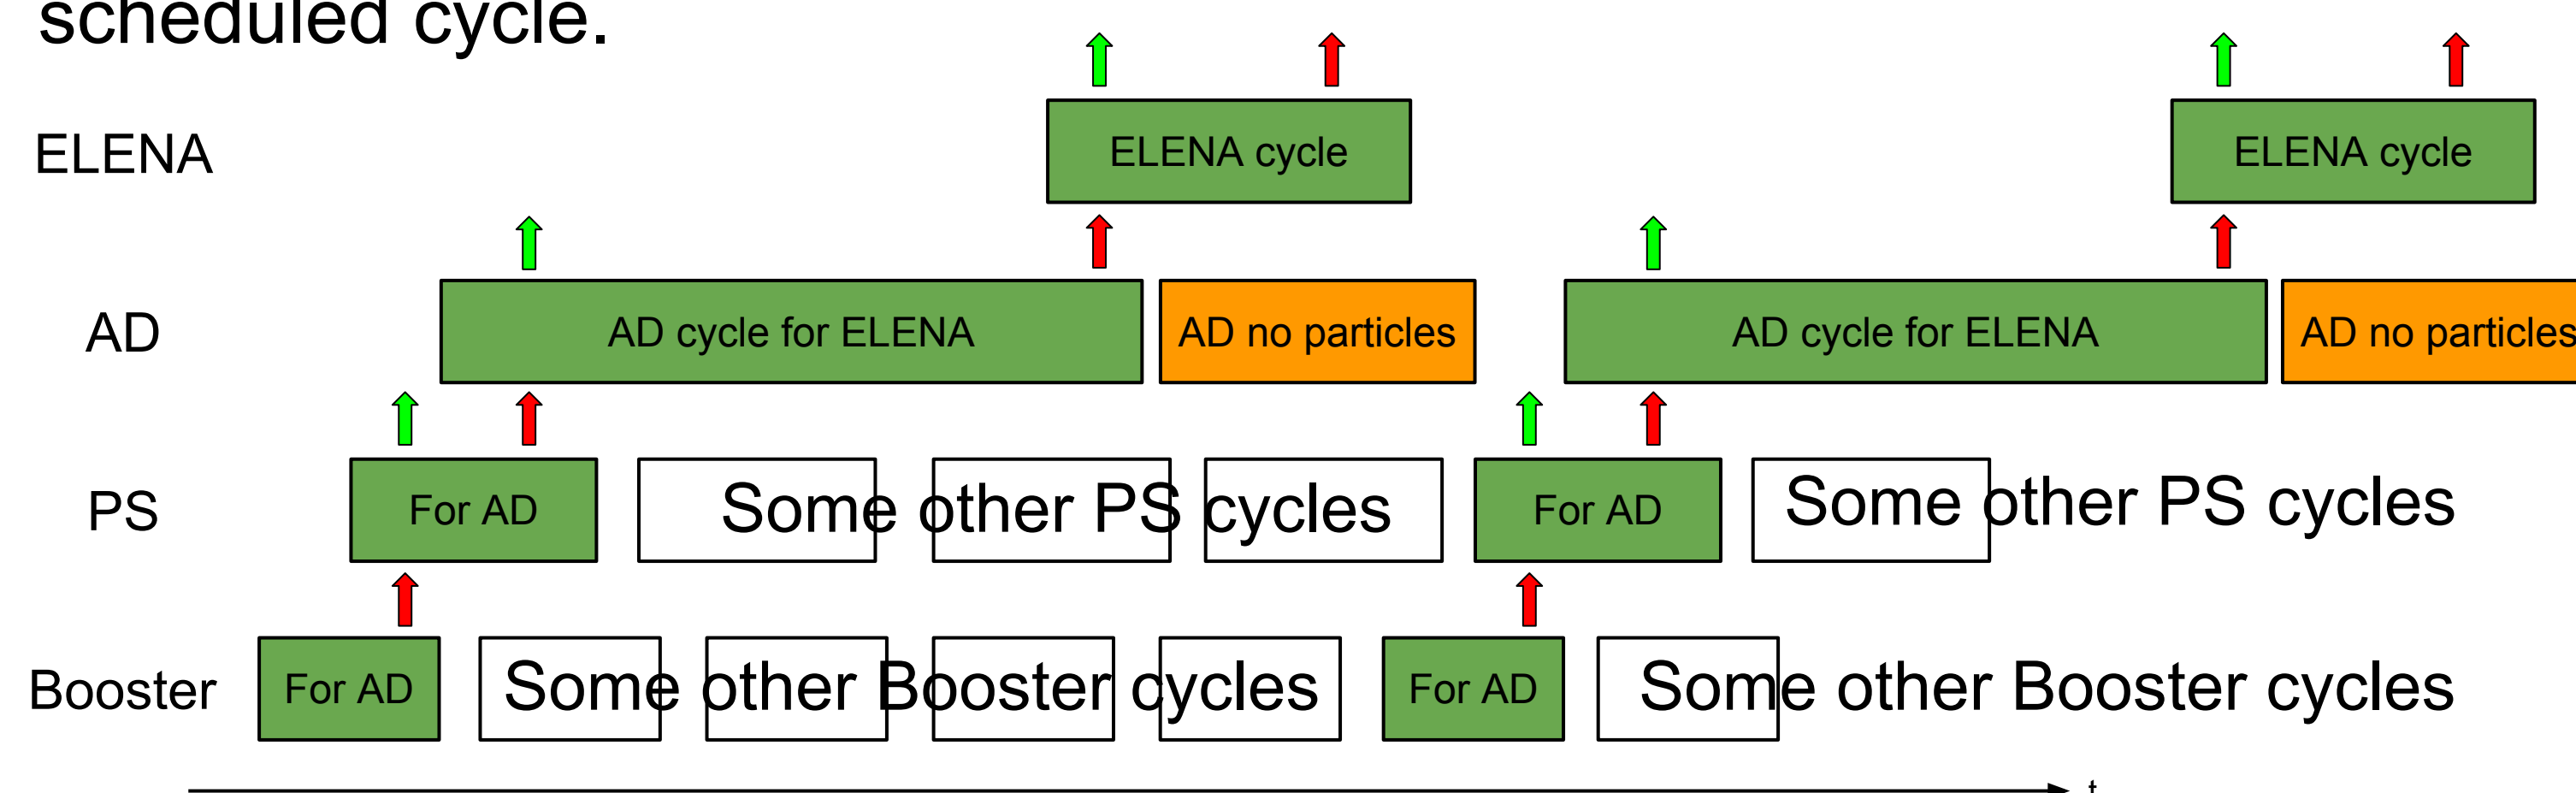 scheduled cycle.
ELENA
ELENA cycle
ELENA cycle
AD
AD cycle for ELENA
AD no particles
AD cycle for ELENA
AD no particles
PS
For AD
Some other PS cycles
For AD
Some other PS cycles
Booster
For AD
Some other Booster cycles
For AD
Some other Booster cycles
t